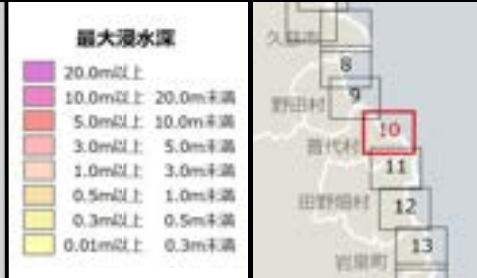 最大浸水深
20.0m以上
10.0m以上 20.0m未満
5.0m以上 10.0m未満
3.0m以上 5.0m未満
1.0m以上 3.0m未満
0.5m以上 1.0m未満
0.3m以上 0.5m未満
0.01m以上 0.3m未満
久慈市
8
9
野田村
10
普代村
11
田野畑村
12
13
岩泉町